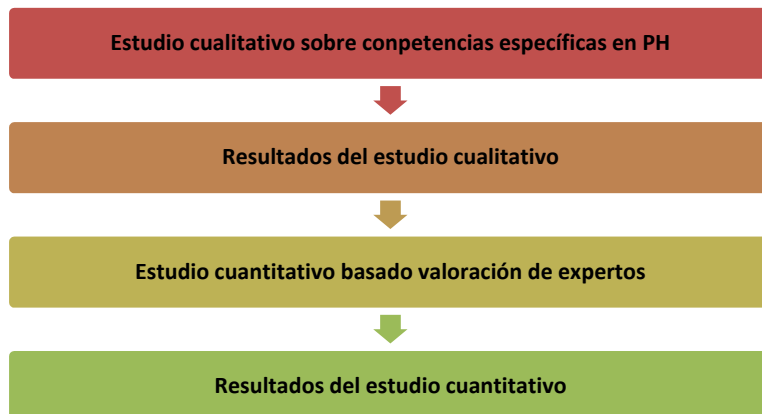 Estudio cualitativo sobre conpetencias específicas en PH
Resultados del estudio cualitativo
Estudio cuantitativo basado valoración de expertos
Resultados del estudio cuantitativo